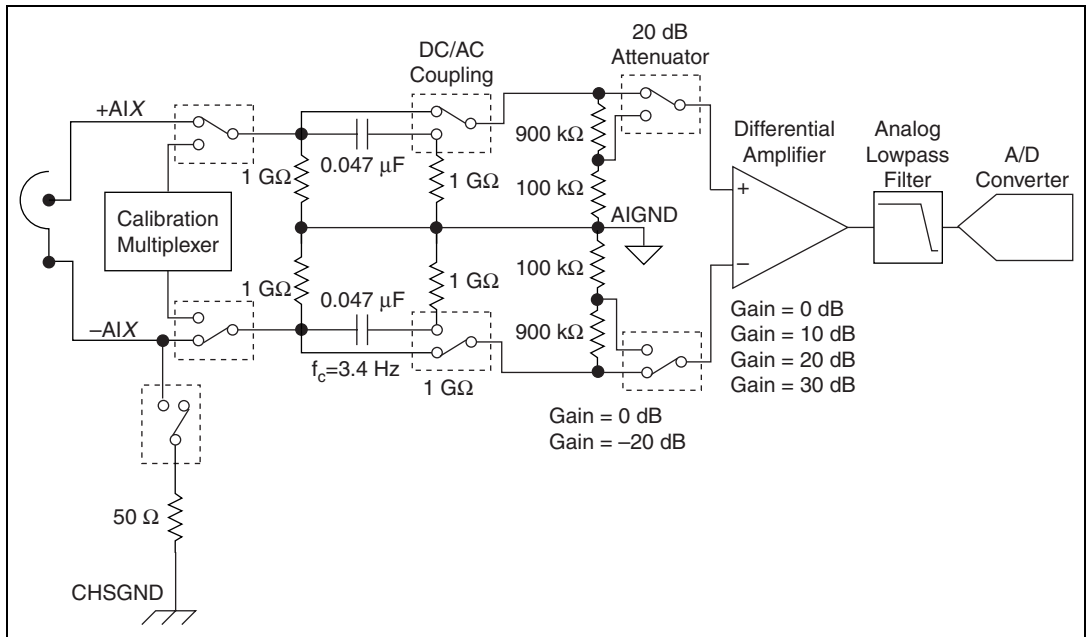 20 dB
Attenuator
DC/AC
Coupling
+AIX
900 kΩ
Differential
Amplifier
Analog
Lowpass
Filter
A/D
Converter
0.047 µF
1 GΩ
1 GΩ
100 kΩ
Calibration
Multiplexer
AIGND
+
1 GΩ
1 GΩ
0.047 µF
100 kΩ
–
–AIX
900 kΩ
f_c=3.4 Hz
1 GΩ
Gain = 0 dB
Gain = 10 dB
Gain = 20 dB
Gain = 30 dB
Gain = 0 dB
Gain = –20 dB
50 Ω
CHSGND